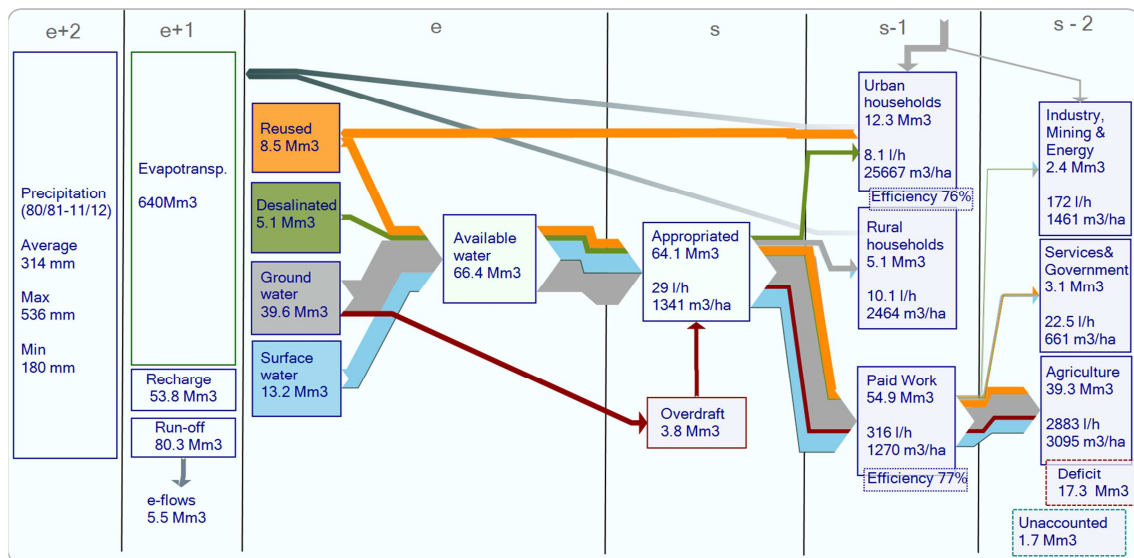 e+2
e+1
e
s
s-1
s - 2
Precipitation
(80/81-11/12)
Average
314 mm
Max
536 mm
Min
180 mm
Evapotransp.
640Mm3
Recharge
53.8 Mm3
Run-off
80.3 Mm3
e-flows
5.5 Mm3
Reused
8.5 Mm3
Desalinated
5.1 Mm3
Ground
water
39.6 Mm3
Surface
water
13.2 Mm3
Available
water
66.4 Mm3
Appropriated
64.1 Mm3
29 l/h
1341 m3/ha
Overdraft
3.8 Mm3
Urban
households
12.3 Mm3
8.1 l/h
25667 m3/ha
Efficiency 76%
Rural
households
5.1 Mm3
10.1 l/h
2464 m3/ha
Paid Work
54.9 Mm3
316 l/h
1270 m3/ha
Efficiency 77%
Industry,
Mining &
Energy
2.4 Mm3
172 l/h
1461 m3/ha
Services&
Government
3.1 Mm3
22.5 l/h
661 m3/ha
Agriculture
39.3 Mm3
2883 l/h
3095 m3/ha
Deficit
17.3 Mm3
Unaccounted
1.7 Mm3